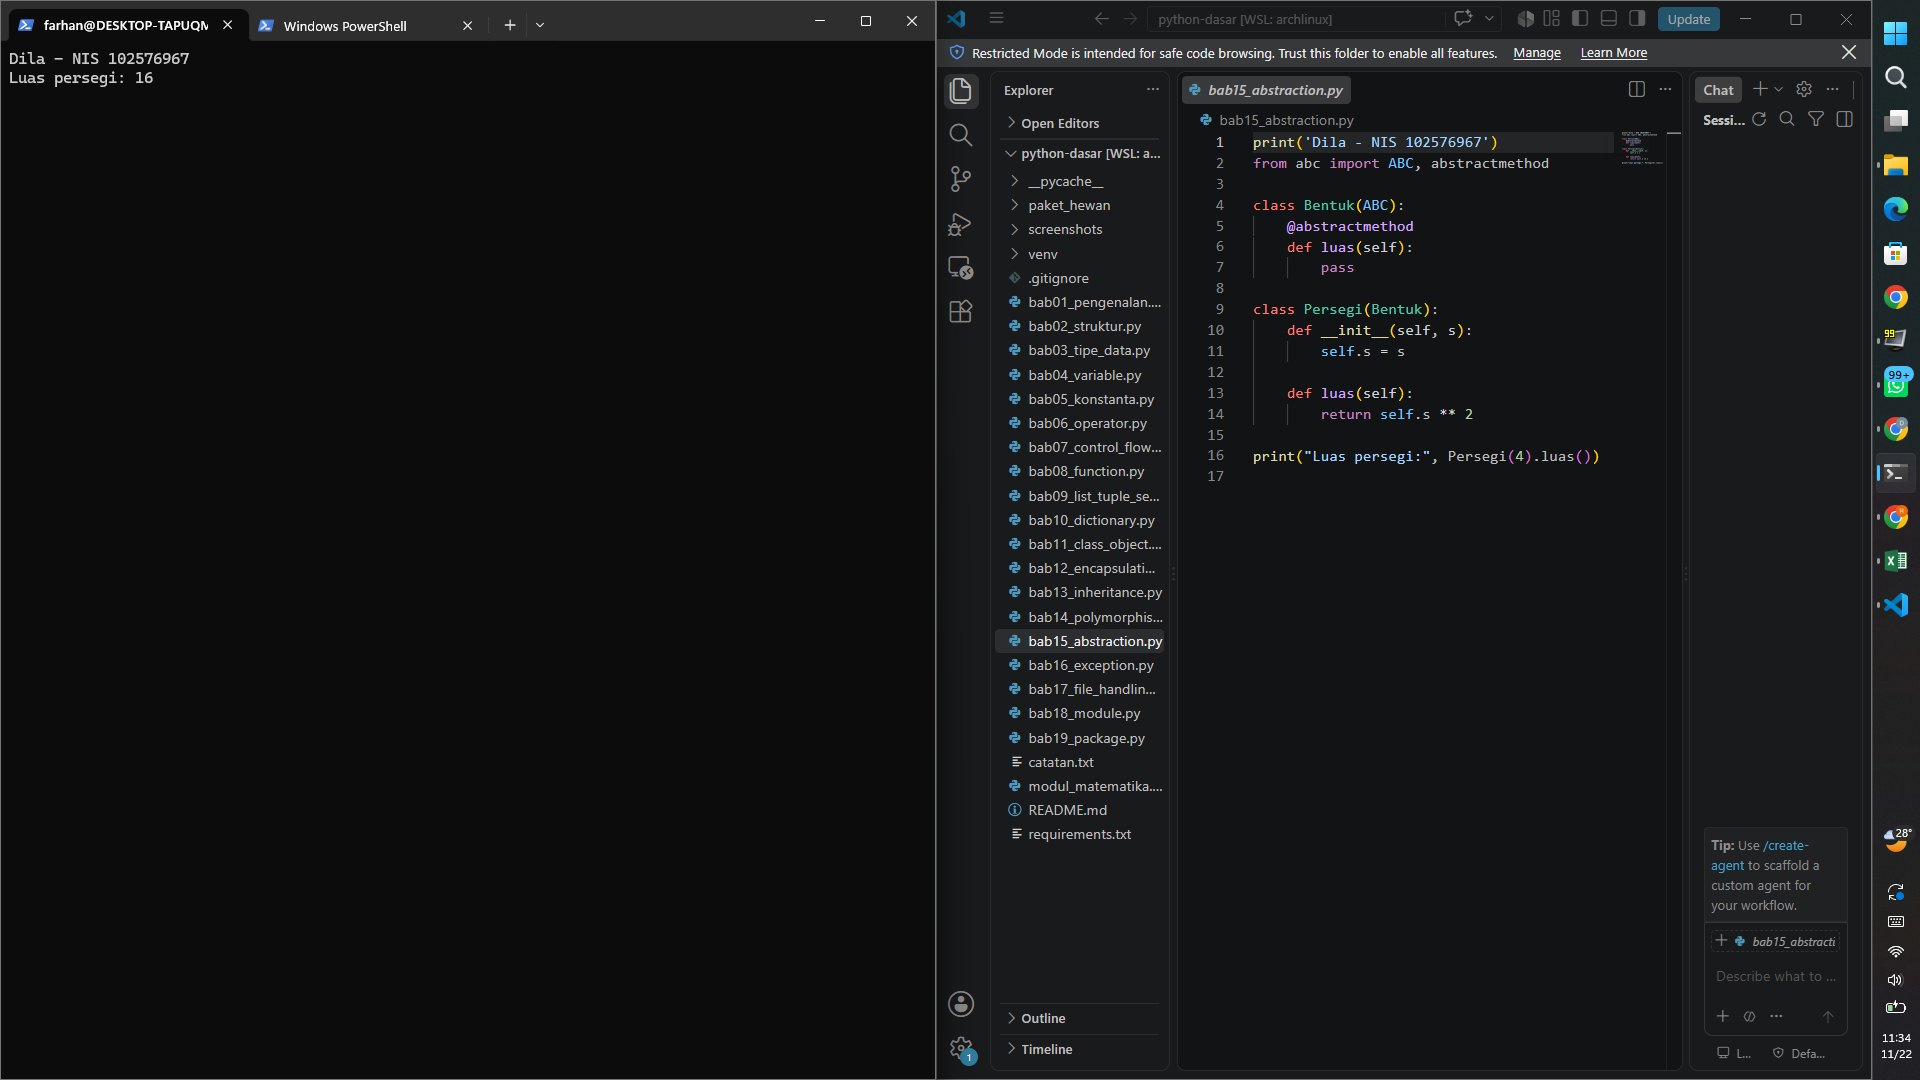 farhan@DESKTOP-TAPUQN
Windows PowerShell
Dila - NIS 102576967
Luas persegi: 16
python-dasar [WSL: archlinux]
Update
Restricted Mode is intended for safe code browsing. Trust this folder to enable all features.
Manage
Learn More
Explorer
Open Editors
python-dasar [WSL: a...
__pycache__
paket_hewan
screenshots
venv
.gitignore
bab01_pengenalan....
bab02_struktur.py
bab03_tipe_data.py
bab04_variable.py
bab05_konstanta.py
bab06_operator.py
bab07_control_flow...
bab08_function.py
bab09_list_tuple_se...
bab10_dictionary.py
bab11_class_object....
bab12_encapsulati...
bab13_inheritance.py
bab14_polymorphis...
bab15_abstraction.py
bab16_exception.py
bab17_file_handlin...
bab18_module.py
bab19_package.py
catatan.txt
modul_matematika....
README.md
requirements.txt
Outline
Timeline
1
bab15_abstraction.py
bab15_abstraction.py
1 print('Dila - NIS 102576967')
2 from abc import ABC, abstractmethod
3
4 class Bentuk(ABC):
5     @abstractmethod
6     def luas(self):
7         pass
8
9 class Persegi(Bentuk):
10     def __init__(self, s):
11         self.s = s
12
13     def luas(self):
14         return self.s ** 2
15
16 print("Luas persegi:", Persegi(4).luas())
17
Chat
Sessi...
Tip: Use /create-
agent to scaffold a
custom agent for
your workflow.
bab15_abstracti
Describe what to ...
L...
Defa...
99
99+
28°
11:34
11/22